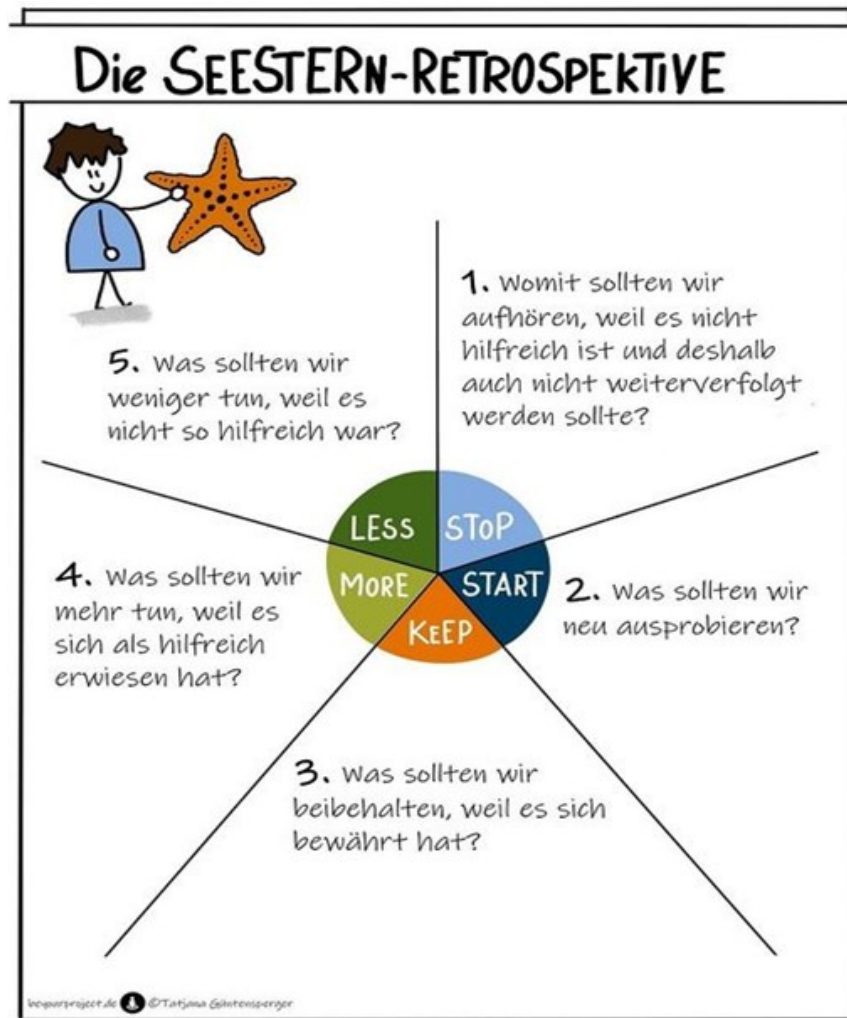 Die SEESTERN-RETROSPEKTIVE
1. Womit sollten wir
aufhören, weil es nicht
hilfreich ist und deshalb
auch nicht weiterverfolgt
werden sollte?
5. Was sollten wir
weniger tun, weil es
nicht so hilfreich war?
LESS
STOP
MORE
START
KEEP
4. Was sollten wir
mehr tun, weil es
sich als hilfreich
erwiesen hat?
2. Was sollten wir
neu ausprobieren?
3. Was sollten wir
beibehalten, weil es sich
bewährt hat?
©Tatjana